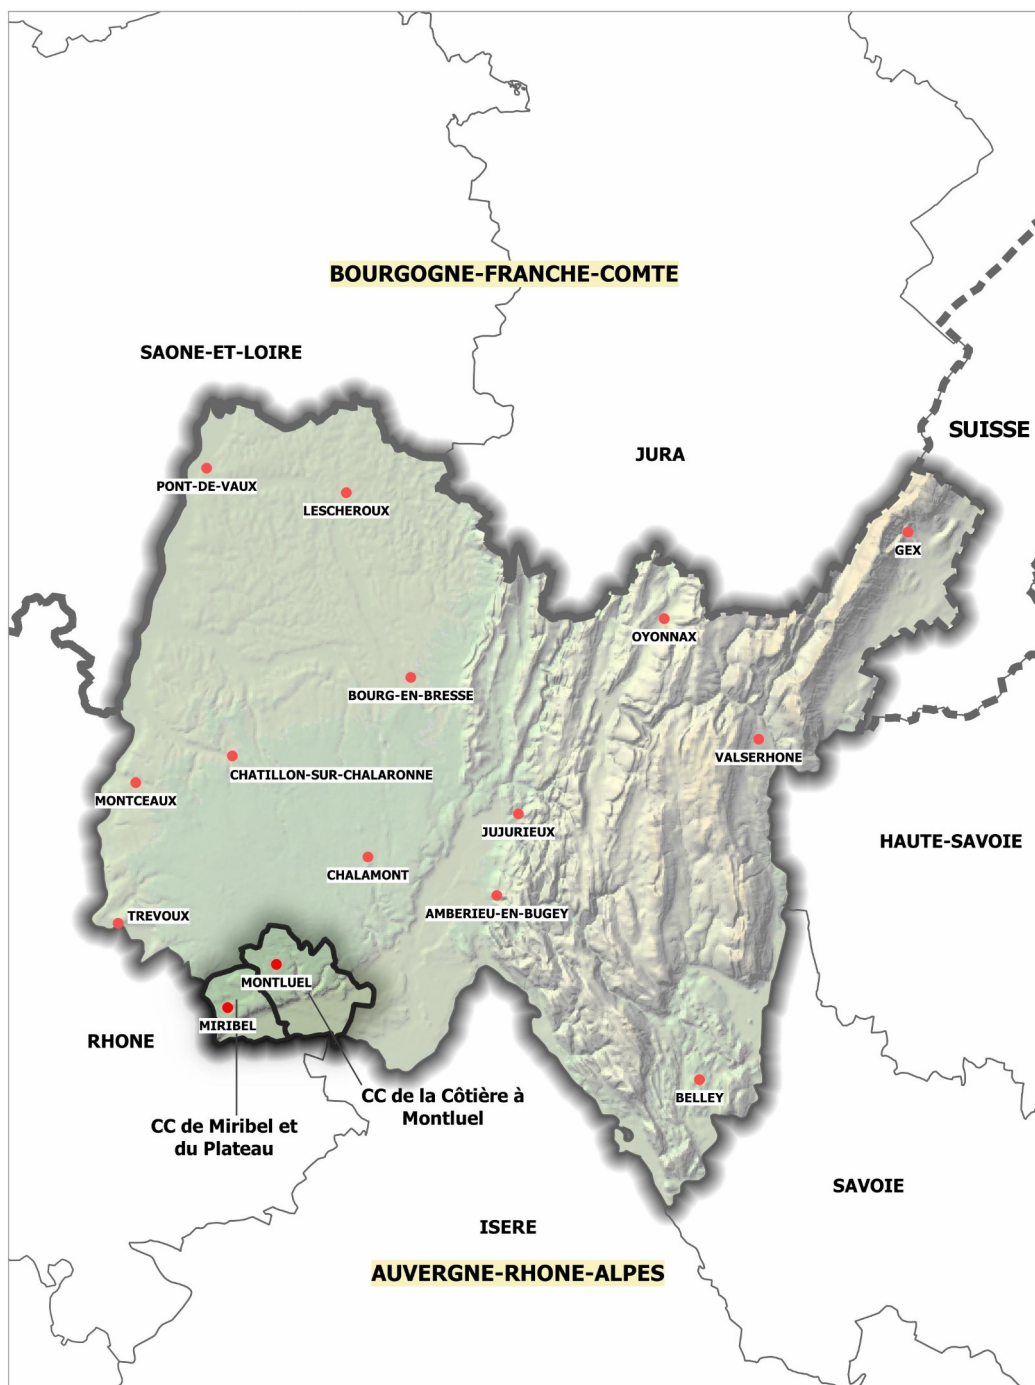 BOURGOGNE-FRANCHE-COMTE
SAONE-ET-LOIRE
SUISSE
JURA
PONT-DE-VAUX
LESCHEROUX
GEX
OYONNAX
BOURG-EN-BRESSE
VALSERHONE
CHATILLON-SUR-CHALARONNE
MONTCEAUX
JUJURIEUX
HAUTE-SAVOIE
CHALAMONT
AMBERIEU-EN-BUGEY
TREVOUX
MONTLUEL
MIRIBEL
RHONE
BELLEY
CC de la Côtière à
Montluel
CC de Miribel et
du Plateau
SAVOIE
ISERE
AUVERGNE-RHONE-ALPES